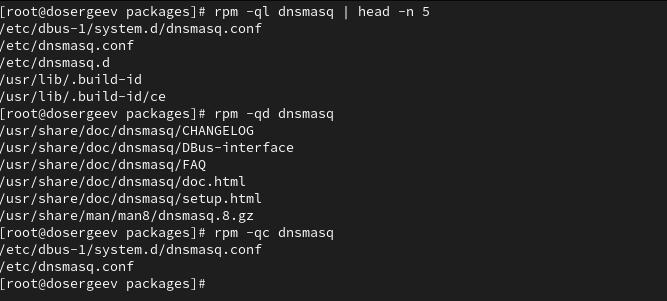 [root@dosergeev packages]# rpm -ql dnsmasq | head -n 5
/etc/dbus-1/system.d/dnsmasq.conf
/etc/dnsmasq.conf
/etc/dnsmasq.d
/usr/lib/.build-id
/usr/lib/.build-id/ce
[root@dosergeev packages]# rpm -qd dnsmasq
/usr/share/doc/dnsmasq/CHANGELOG
/usr/share/doc/dnsmasq/DBus-interface
/usr/share/doc/dnsmasq/FAQ
/usr/share/doc/dnsmasq/doc.html
/usr/share/doc/dnsmasq/setup.html
/usr/share/man/man8/dnsmasq.8.gz
[root@dosergeev packages]# rpm -qc dnsmasq
/etc/dbus-1/system.d/dnsmasq.conf
/etc/dnsmasq.conf
[root@dosergeev packages]#